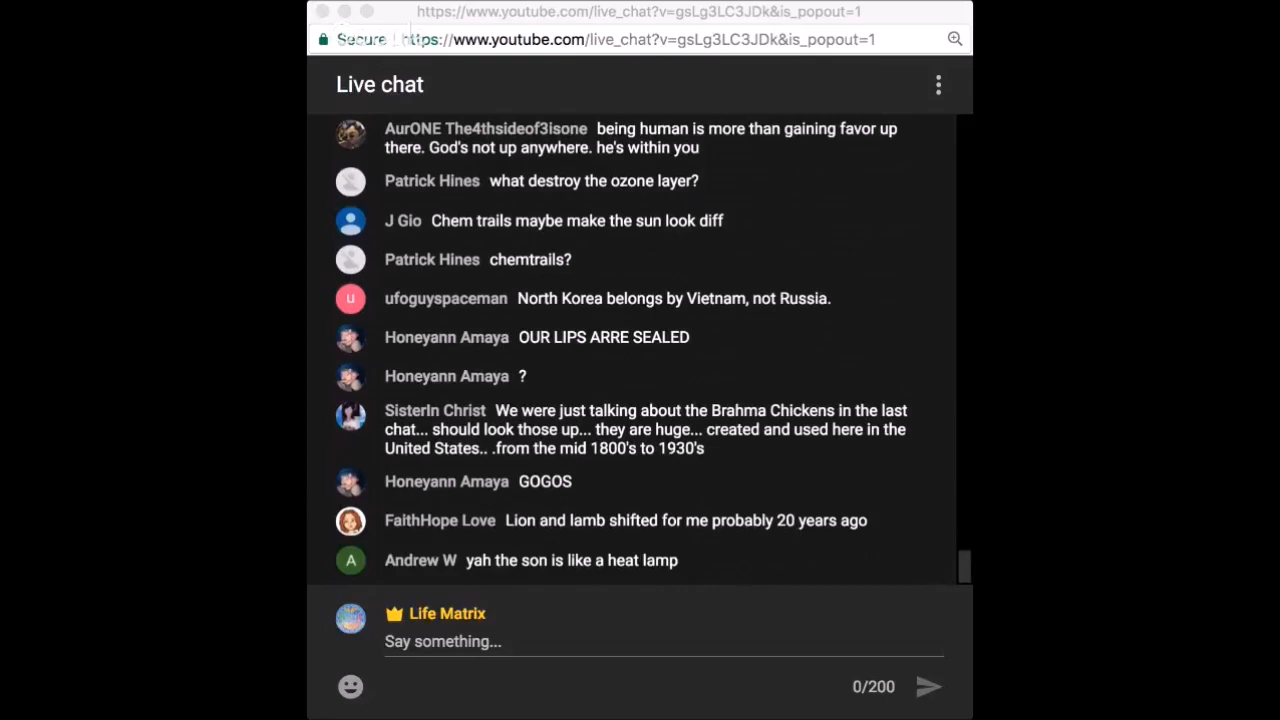 https://www.youtube.com/live_chat?v=gsLg3LC3JDk&is_popout=1
Secure https://www.youtube.com/live_chat?v=gsLg3LC3JDk&is_popout=1
Live chat
AurONE The4thsideof3isone being human is more than gaining favor up
there. God's not up anywhere. he's within you
Patrick Hines what destroy the ozone layer?
J Gio Chem trails maybe make the sun look diff
Patrick Hines chemtrails?
U ufoguyspaceman North Korea belongs by Vietnam, not Russia.
Honeyann Amaya OUR LIPS ARRE SEALED
Honeyann Amaya ?
SisterIn Christ We were just talking about the Brahma Chickens in the last
chat... should look those up... they are huge... created and used here in the
United States.. .from the mid 1800's to 1930's
Honeyann Amaya GOGOS
FaithHope Love Lion and lamb shifted for me probably 20 years ago
A Andrew W yah the son is like a heat lamp
Life Matrix
Say something...
0/200